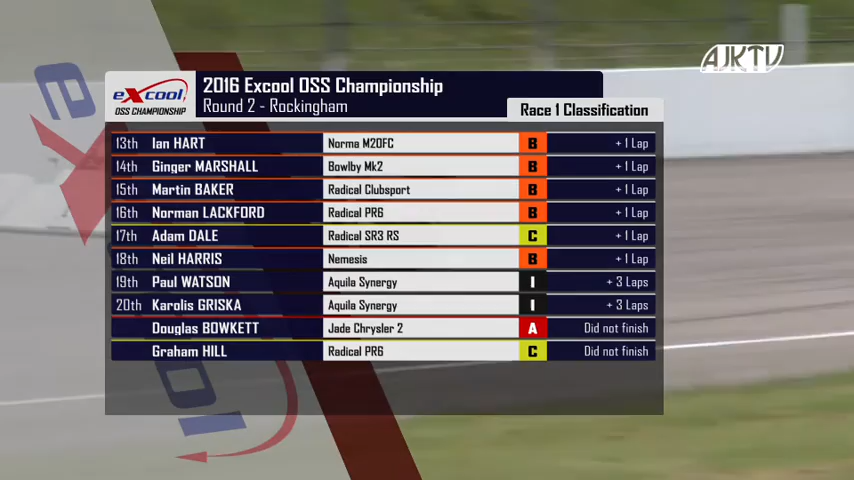 AJKTV
2016 Excool OSS Championship
Round 2 - Rockingham
eXcool
OSS CHAMPIONSHIP
Race 1 Classification
13th Ian HART Norma M20FC B + 1 Lap
14th Ginger MARSHALL Bowlby Mk2 B + 1 Lap
15th Martin BAKER Radical Clubsport B + 1 Lap
16th Norman LACKFORD Radical PR6 B + 1 Lap
17th Adam DALE Radical SR3 RS C + 1 Lap
18th Neil HARRIS Nemesis B + 1 Lap
19th Paul WATSON Aquila Synergy I + 3 Laps
20th Karolis GRISKA Aquila Synergy I + 3 Laps
Douglas BOWKETT Jade Chrysler 2 A Did not finish
Graham HILL Radical PR6 C Did not finish